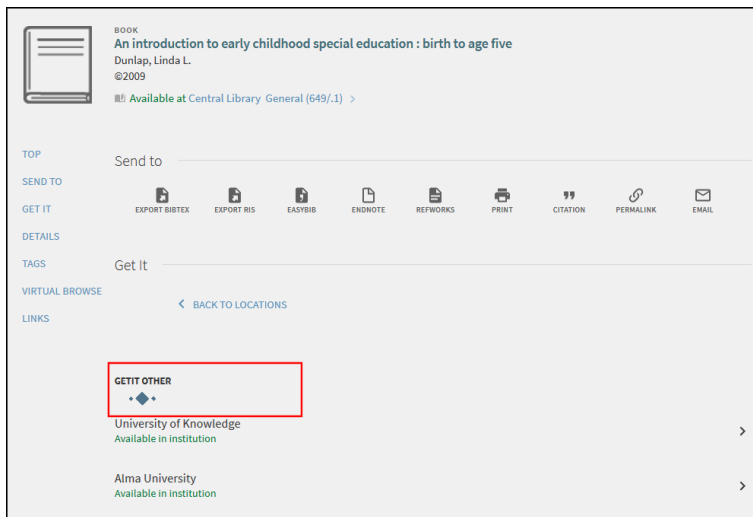 BOOK
An introduction to early childhood special education : birth to age five
Dunlap, Linda L.
©2009
Available at Central Library General (649/.1) >
TOP
SEND TO
GET IT
DETAILS
TAGS
VIRTUAL BROWSE
LINKS
Send to
EXPORT BIBTEX EXPORT RIS EASYBIB ENDNOTE REFWORKS PRINT CITATION PERMALINK EMAIL
Get It
BACK TO LOCATIONS
GETIT OTHER
University of Knowledge
Available in institution
Alma University
Available in institution